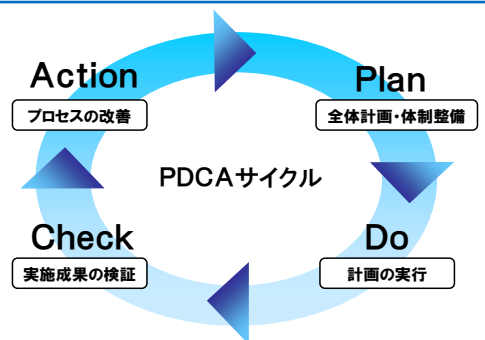 Action
プロセスの改善
Plan
全体計画・体制整備
PDCAサイクル
Check
実施成果の検証
Do
計画の実行